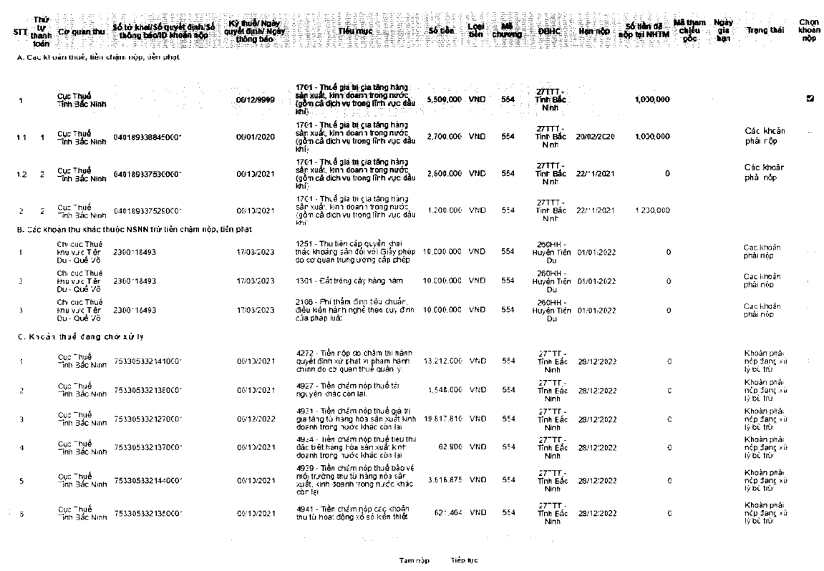 STT Thứ tự thanh toán Cơ quan thu Số tờ khai/Số quyết định/Số thông báo/ID khoản nộp Kỳ thuế/Ngày quyết định/Ngày thông báo Tiểu mục Số tiền Loại tiền Mã chương ĐBHC Hạn nộp Số tiền đã nộp tại NHTM Mã tham chiếu gốc Ngày gia hạn Trạng thái Chọn khoản nộp
A. Các khoản thuế, tiền chậm nộp, tiền phạt
1 Cục Thuế Tỉnh Bắc Ninh 00/12/9999 1701 - Thuế giá trị gia tăng hàng sản xuất, kinh doanh trong nước (gồm cả dịch vụ trong lĩnh vực dầu khí) 5,500,000 VND 554 27TTT - Tỉnh Bắc Ninh 1,000,000
1.1 1 Cục Thuế Tỉnh Bắc Ninh 1701 - Thuế giá trị gia tăng hàng sản xuất, kinh doanh trong nước (gồm cả dịch vụ trong lĩnh vực dầu khí) 2,700,000 VND 554 27TTT - Tỉnh Bắc Ninh 20/02/2020 1,000,000 Các khoản phải nộp
1.2 2 Cục Thuế Tỉnh Bắc Ninh 1701 - Thuế giá trị gia tăng hàng sản xuất, kinh doanh trong nước (gồm cả dịch vụ trong lĩnh vực dầu khí) 2,800,000 VND 554 27TTT - Tỉnh Bắc Ninh 22/11/2021 0 Các khoản phải nộp
2 2 Cục Thuế Tỉnh Bắc Ninh 1701 - Thuế giá trị gia tăng hàng sản xuất, kinh doanh trong nước (gồm cả dịch vụ trong lĩnh vực dầu khí) 1,200,000 VND 554 27TTT - Tỉnh Bắc Ninh 22/11/2021 1,200,000
B. Các khoản thu khác thuộc NSNN trừ tiền chậm nộp, tiền phạt
1 Chi cục Thuế khu vực Tiên Du - Quế Võ 2300118493 17/03/2023 1251 - Thu tiền cấp quyền khai thác khoáng sản đối với Giấy phép do cơ quan trung ương cấp phép 10,000,000 VND 554 260HH - Huyện Tiên Du 01/01/2022 0 Các khoản phải nộp
2 Chi cục Thuế khu vực Tiên Du - Quế Võ 2300118493 17/03/2023 1301 - Đất trồng cây hàng năm 10,000,000 VND 554 260HH - Huyện Tiên Du 01/01/2022 0 Các khoản phải nộp
3 Chi cục Thuế khu vực Tiên Du - Quế Võ 2300118493 17/03/2023 2108 - Phí thẩm định tiêu chuẩn, điều kiện hành nghề theo quy định của pháp luật 10,000,000 VND 554 260HH - Huyện Tiên Du 01/01/2022 0 Các khoản phải nộp
C. Khoản thuế đang chờ xử lý
1 Cục Thuế Tỉnh Bắc Ninh 00/10/2021 4272 - Tiền nộp do chậm thi hành quyết định xử phạt vi phạm hành chính do cơ quan thuế quản lý. 13,212,000 VND 554 27TTT - Tỉnh Bắc Ninh 28/12/2022 0 Khoản phải nộp đang xử lý bù trừ
2 Cục Thuế Tỉnh Bắc Ninh 00/10/2021 4927 - Tiền chậm nộp thuế tài nguyên khác còn lại. 1,548,000 VND 554 27TTT - Tỉnh Bắc Ninh 28/12/2022 0 Khoản phải nộp đang xử lý bù trừ
3 Cục Thuế Tỉnh Bắc Ninh 00/12/2022 4931 - Tiền chậm nộp thuế giá trị gia tăng từ hàng hóa sản xuất kinh doanh trong nước khác còn lại 19,817,810 VND 554 27TTT - Tỉnh Bắc Ninh 28/12/2022 0 Khoản phải nộp đang xử lý bù trừ
4 Cục Thuế Tỉnh Bắc Ninh 00/10/2021 4934 - Tiền chậm nộp thuế tiêu thụ đặc biệt hàng hóa sản xuất kinh doanh trong nước khác còn lại 62,900 VND 554 27TTT - Tỉnh Bắc Ninh 28/12/2022 0 Khoản phải nộp đang xử lý bù trừ
5 Cục Thuế Tỉnh Bắc Ninh 00/10/2021 4939 - Tiền chậm nộp thuế bảo vệ môi trường thu từ hàng hóa sản xuất, kinh doanh trong nước khác còn lại 3,616,875 VND 554 27TTT - Tỉnh Bắc Ninh 28/12/2022 0 Khoản phải nộp đang xử lý bù trừ
6 Cục Thuế Tỉnh Bắc Ninh 00/10/2021 4941 - Tiền chậm nộp các khoản thu từ hoạt động xổ số kiến thiết 621,464 VND 554 27TTT - Tỉnh Bắc Ninh 28/12/2022 0 Khoản phải nộp đang xử lý bù trừ
Tạm nộp Tiếp tục